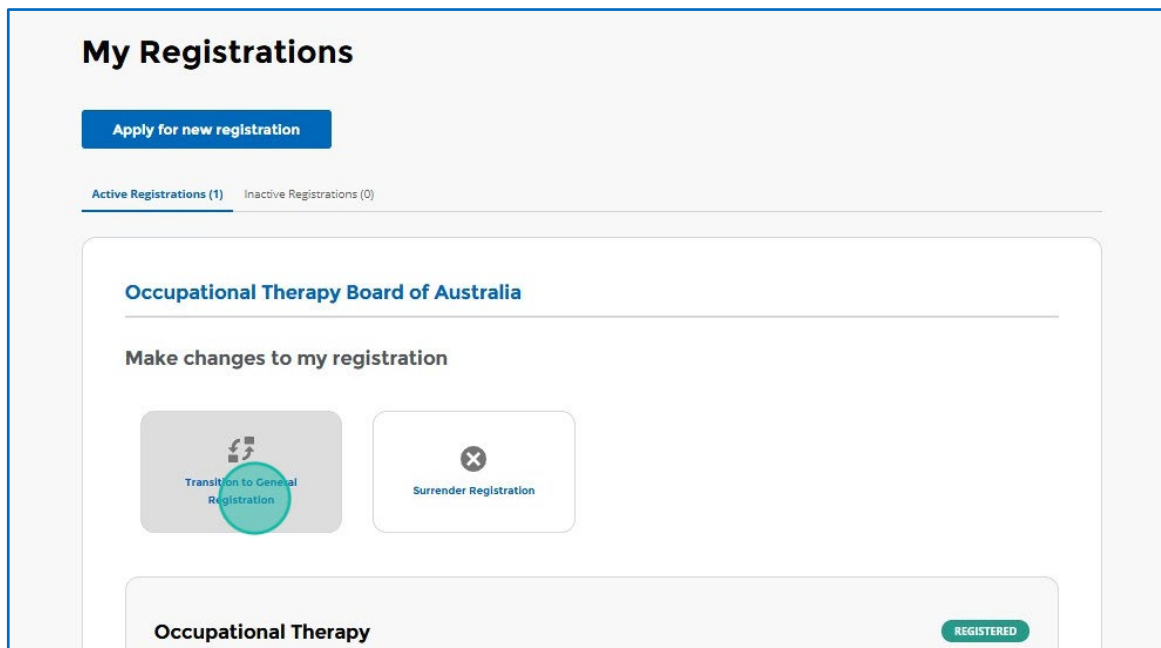 My Registrations
Apply for new registration
Active Registrations (1) Inactive Registrations (0)
Occupational Therapy Board of Australia
Make changes to my registration
Transition to General
Registration
Surrender Registration
Occupational Therapy
REGISTERED